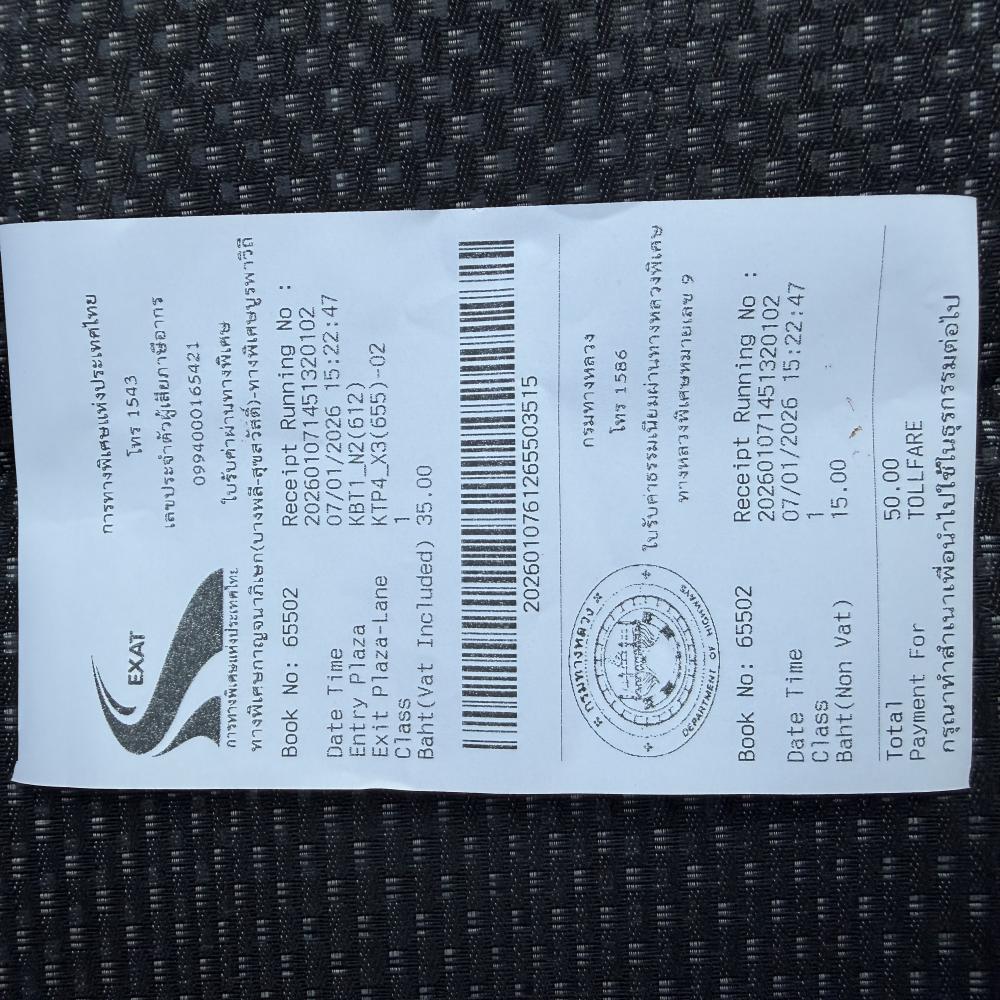 EXAT
การทางพิเศษแห่งประเทศไทย
การทางพิเศษแห่งประเทศไทย
โทร 1543
เลขประจำตัวผู้เสียภาษีอากร
0994000165421
ใบรับค่าผ่านทางพิเศษ
ทางพิเศษกาญจนาภิเษก(บางพลี-สุขสวัสดิ์)-ทางพิเศษบูรพาวิถี
Book No: 65502 Receipt Running No :
20260107145132010​2
Date Time 07/01/2026 15:22:47
Entry Plaza KBT1_N2(612)
Exit Plaza-Lane KTP4_X3(655)-02
Class 1
Baht(Vat Included) 35.00
2026010761265503515
กรมทางหลวง
DEPARTMENT OF HIGHWAYS
กรมทางหลวง
โทร 1586
ใบรับค่าธรรมเนียมผ่านทางหลวงพิเศษ
ทางหลวงพิเศษหมายเลข 9
Book No: 65502 Receipt Running No :
202601071451320102
Date Time 07/01/2026 15:22:47
Class 1
Baht(Non Vat) 15.00
Total 50.00
Payment For TOLLFARE
กรุณาทำสำเนาเพื่อนำไปใช้ในธุรกรรมต่อไป